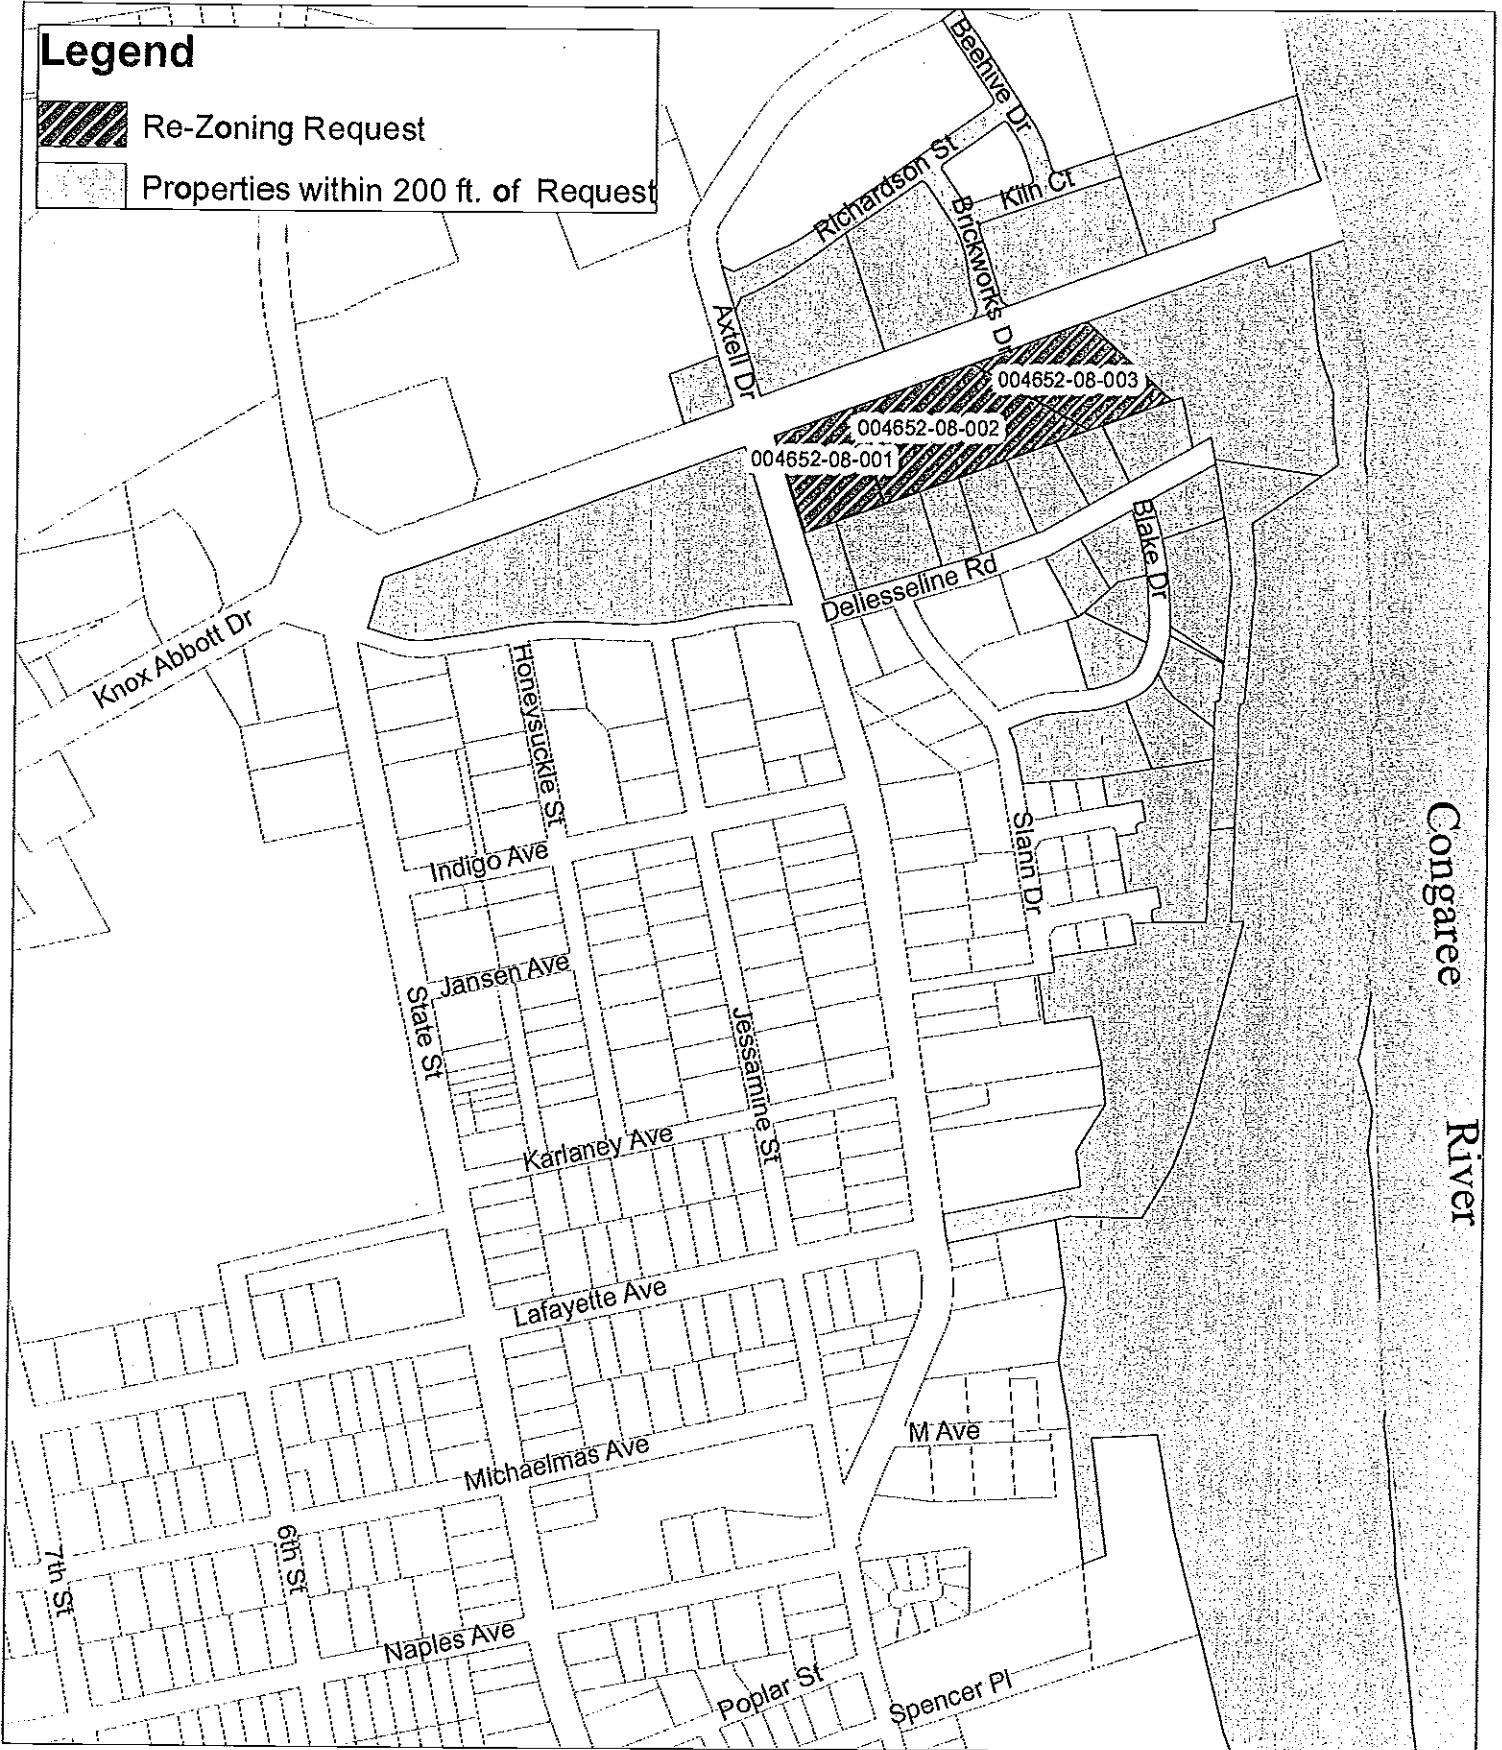 Legend
Re-Zoning Request
Properties within 200 ft. of Request
Beehive Dr
Richardson St
Kiln Ct
Brickworks Dr
Axtell Dr
004652-08-003
004652-08-002
004652-08-001
Blake Dr
Deliesseline Rd
Knox Abbott Dr
Honeysuckle St
Congaree
River
Slann Dr
Indigo Ave
Jansen Ave
State St
Jessamine St
Karlaney Ave
Lafayette Ave
M Ave
Michaelmas Ave
7th St
6th St
Naples Ave
Poplar St
Spencer Pl